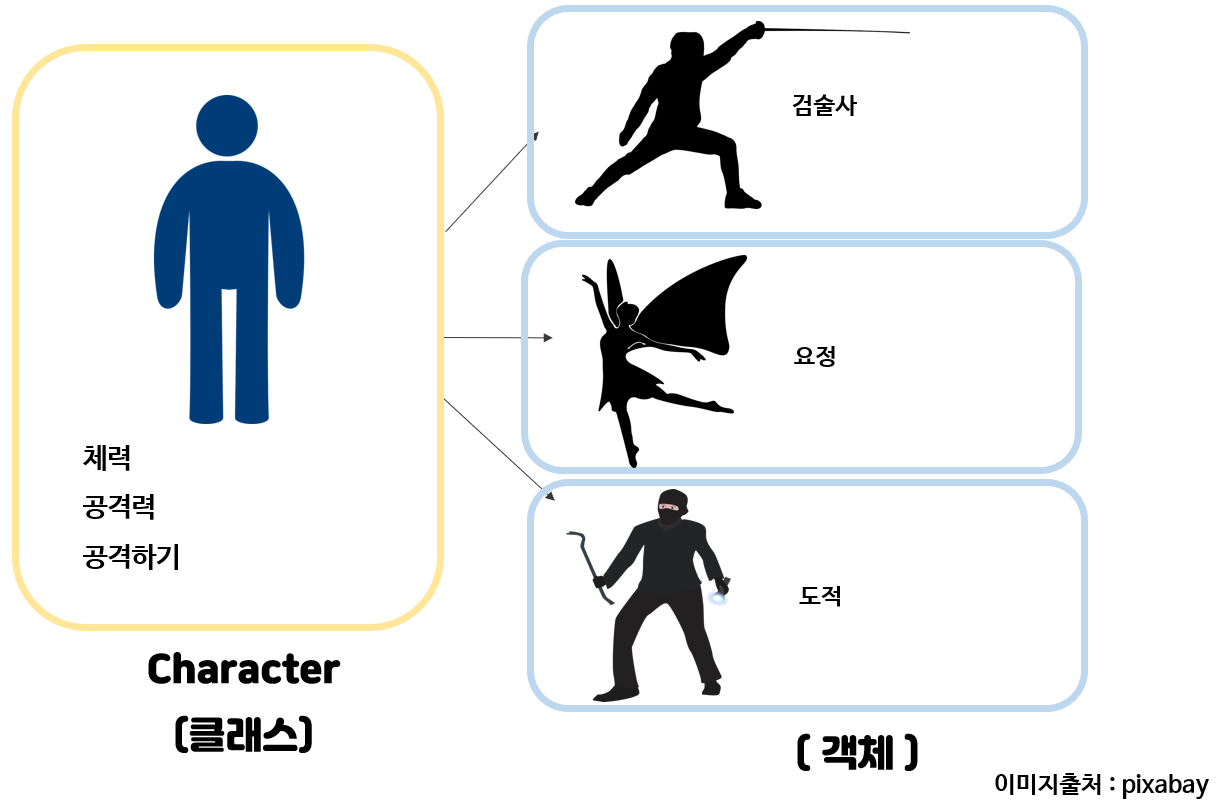 체력
공격력
공격하기
Character
(클래스)
검술사
요정
도적
( 객체 )
이미지출처 : pixabay